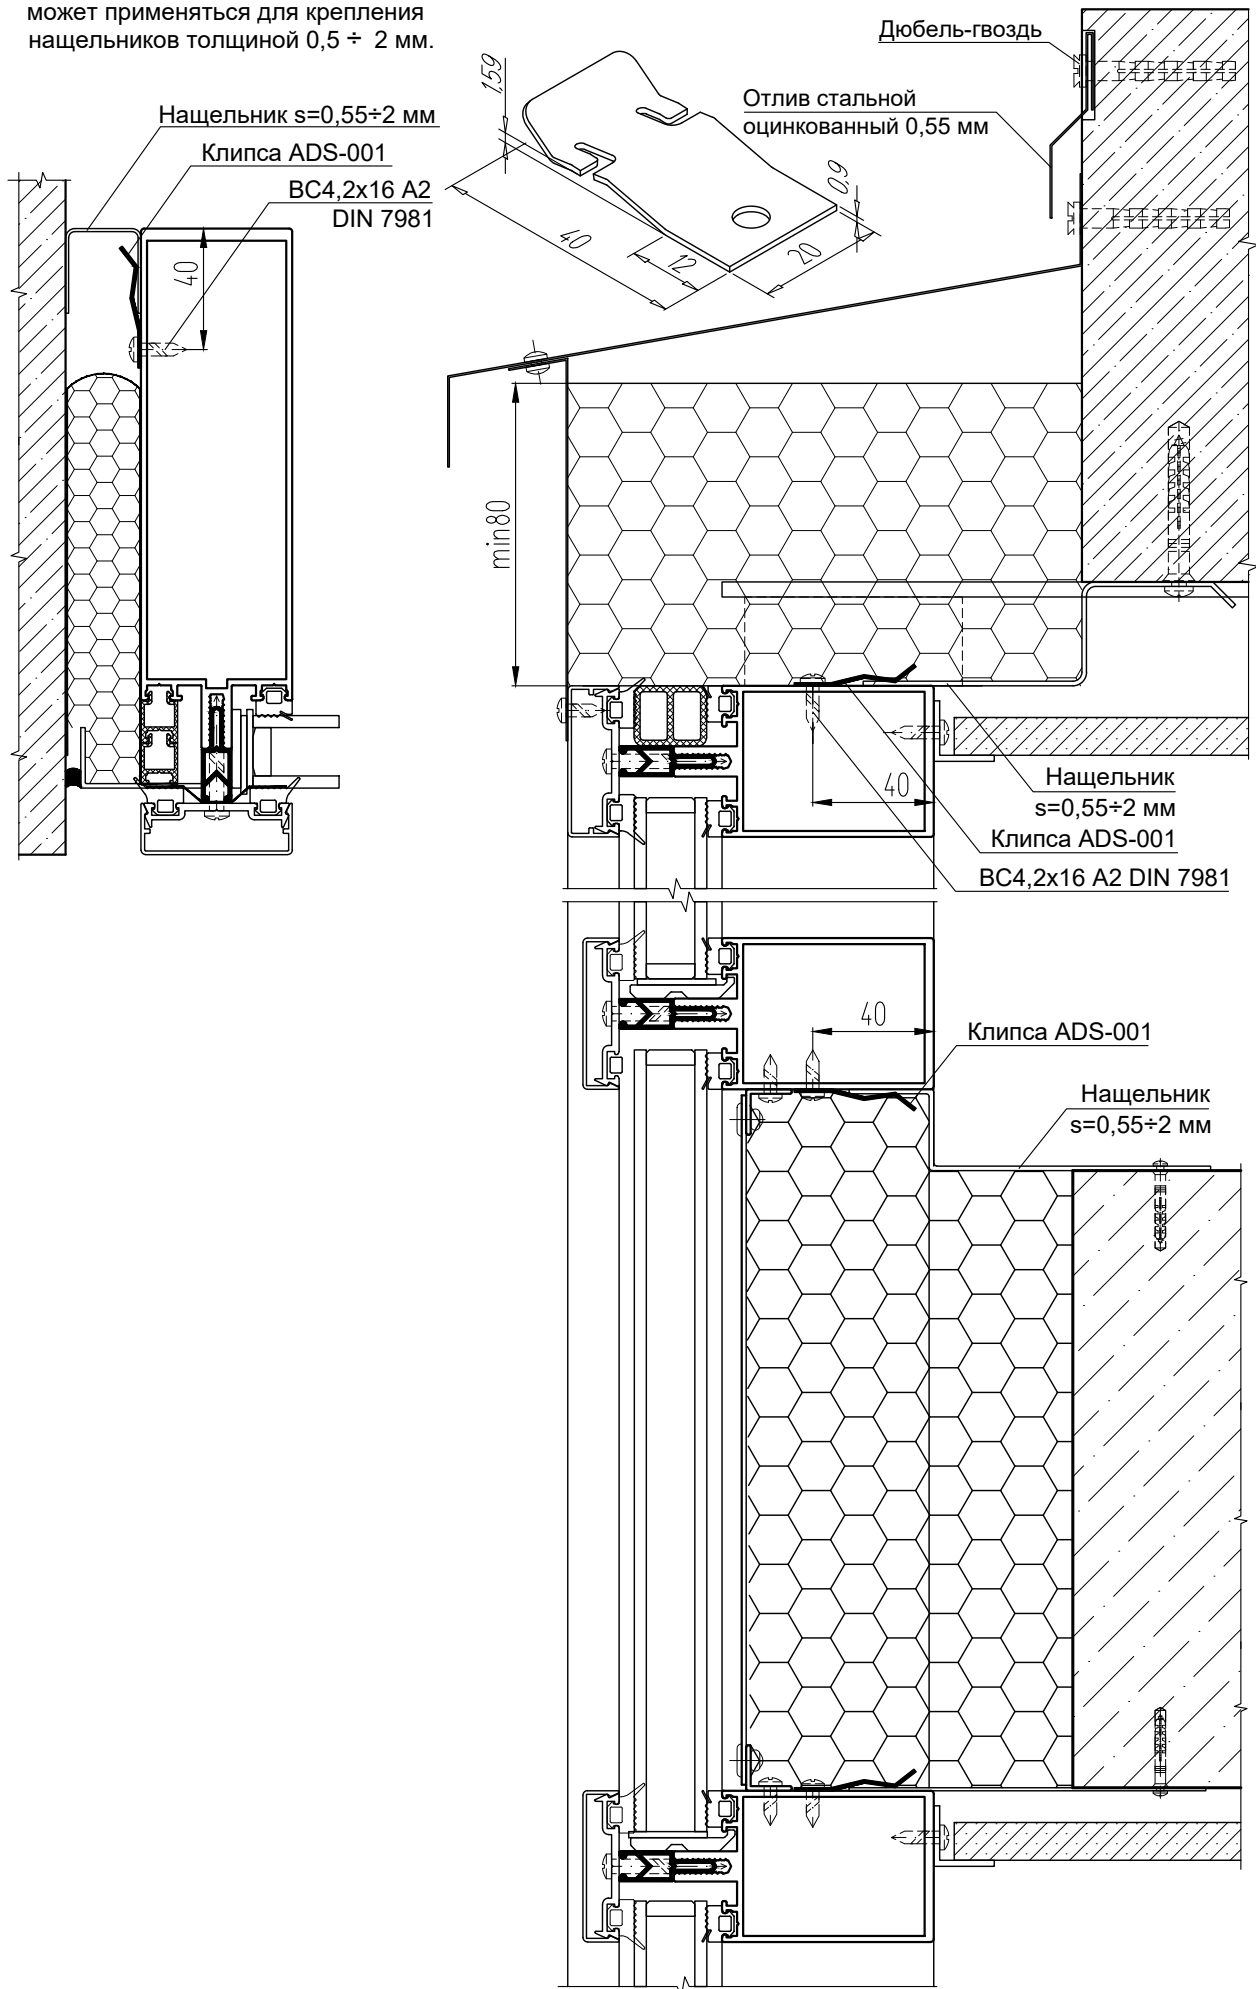 может применяться для крепления
нащельников толщиной 0,5 ÷ 2 мм.
Дюбель-гвоздь
1,59
Отлив стальной
оцинкованный 0,55 мм
Нащельник s=0,55÷2 мм
Клипса ADS-001
ВС4,2х16 А2
DIN 7981
0,9
40
12
20
40
min80
40
Нащельник
s=0,55÷2 мм
Клипса ADS-001
ВС4,2х16 А2 DIN 7981
40
Клипса ADS-001
Нащельник
s=0,55÷2 мм